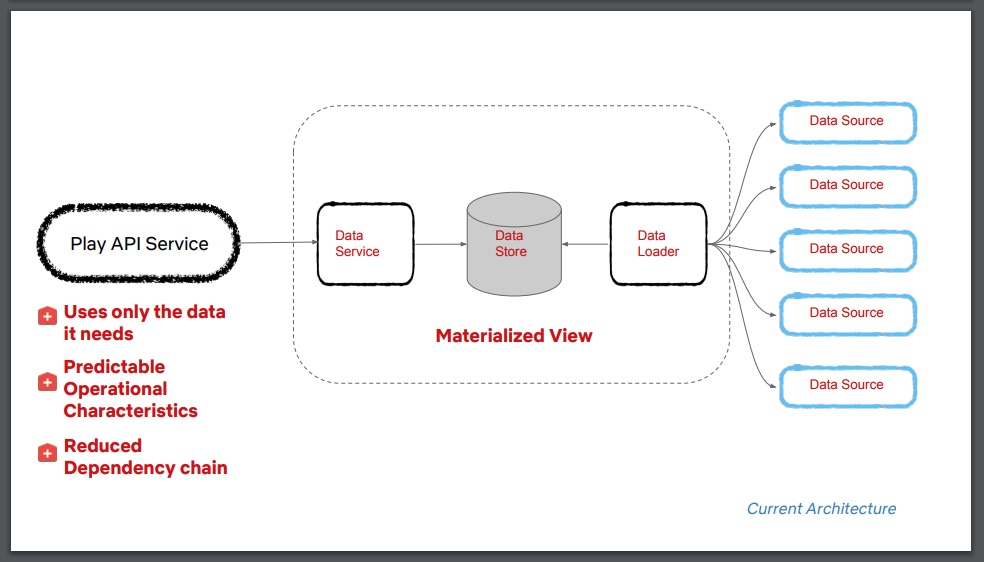 Play API Service
Uses only the data
it needs
Predictable
Operational
Characteristics
Reduced
Dependency chain
Data
Service
Data
Store
Data
Loader
Materialized View
Data Source
Data Source
Data Source
Data Source
Data Source
Current Architecture